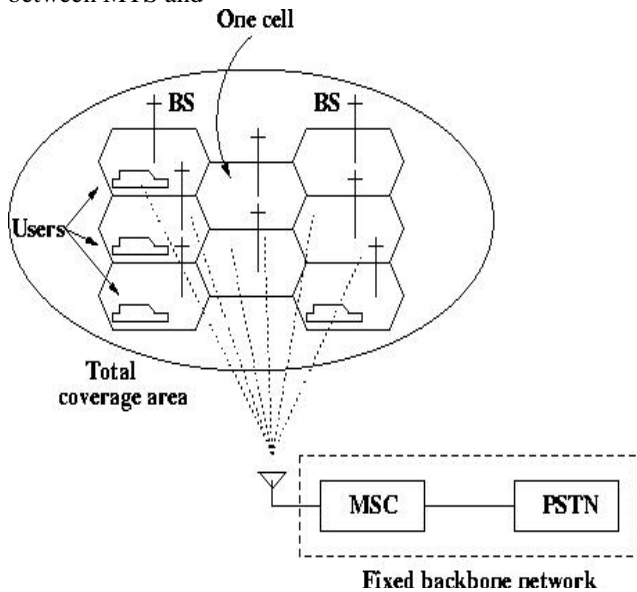 between MTS and
One cell
BS
BS
Users
Total
coverage area
MSC
PSTN
Fixed backbone network